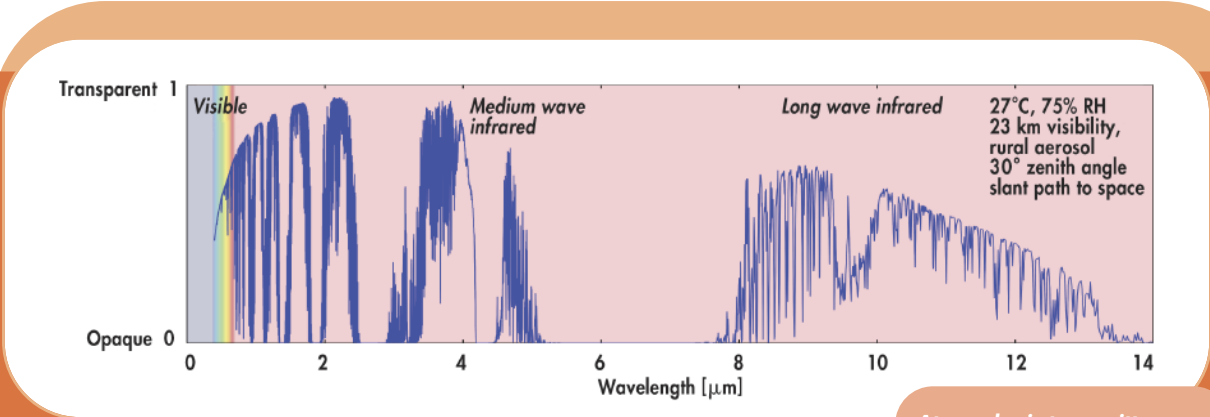 Transparent 1
Visible
Medium wave
infrared
Long wave infrared
27°C, 75% RH
23 km visibility,
rural aerosol
30° zenith angle
slant path to space
Opaque 0
0 2 4 6 8 10 12 14
Wavelength [μm]